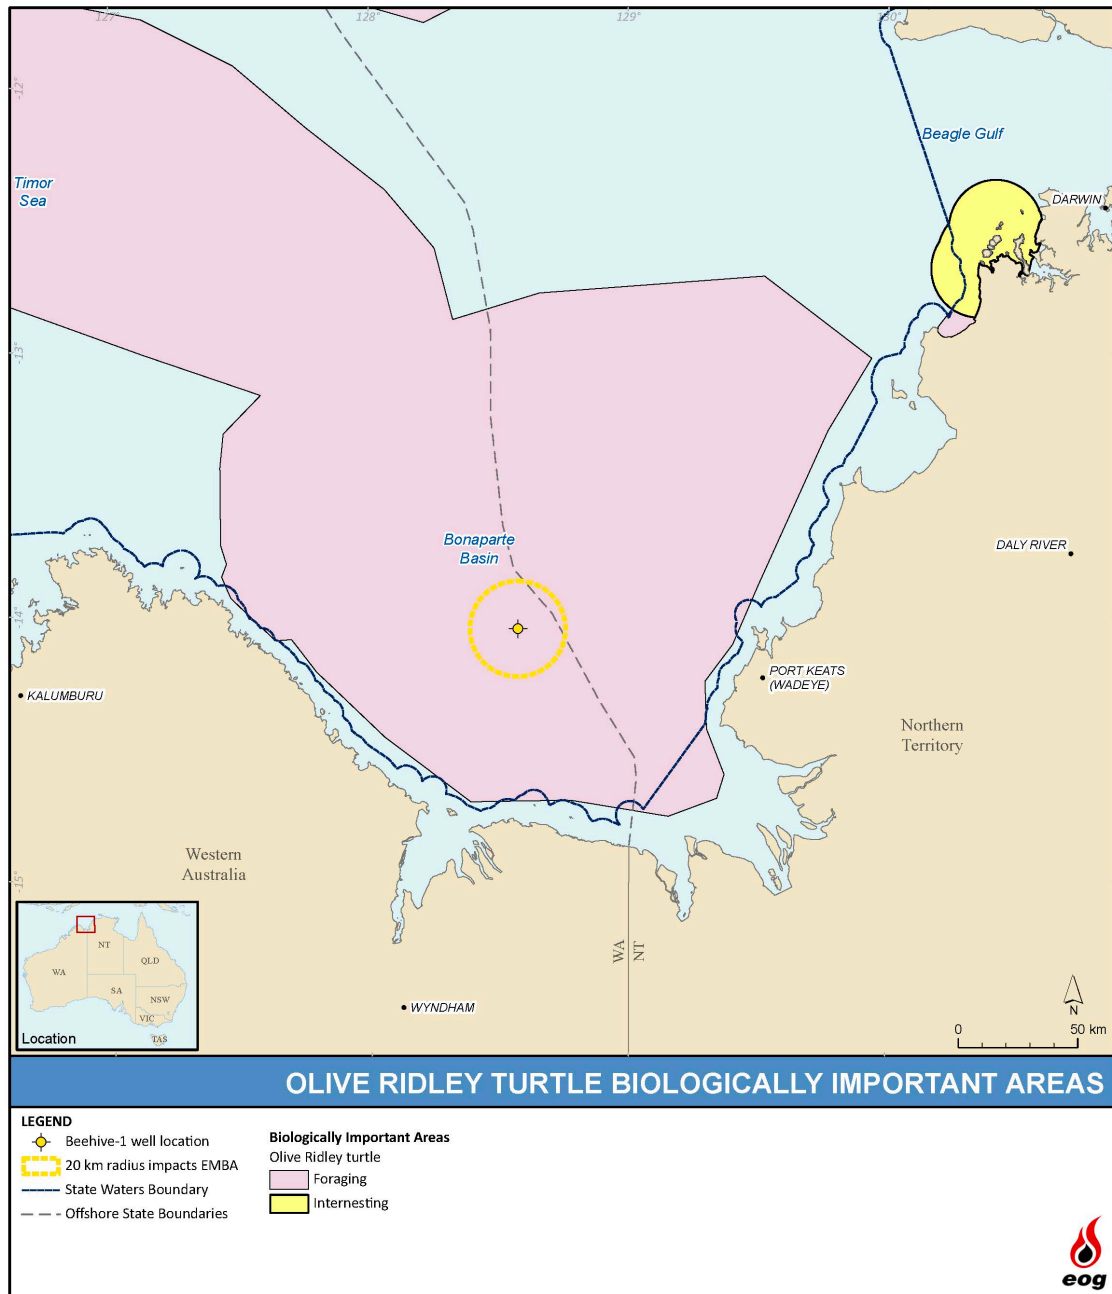 127°
128°
129°
130°
-12°
Beagle Gulf
Timor
Sea
DARWIN
-13°
Bonaparte
Basin
DALY RIVER
-14°
PORT KEATS
(WADEYE)
KALUMBURU
Northern
Territory
Western
Australia
-15°
WA
NT
WYNDHAM
N
0 50 km
WA
NT
QLD
SA
NSW
VIC
TAS
Location
OLIVE RIDLEY TURTLE BIOLOGICALLY IMPORTANT AREAS
LEGEND
Beehive-1 well location
20 km radius impacts EMBA
State Waters Boundary
Offshore State Boundaries
Biologically Important Areas
Olive Ridley turtle
Foraging
Internesting
eog